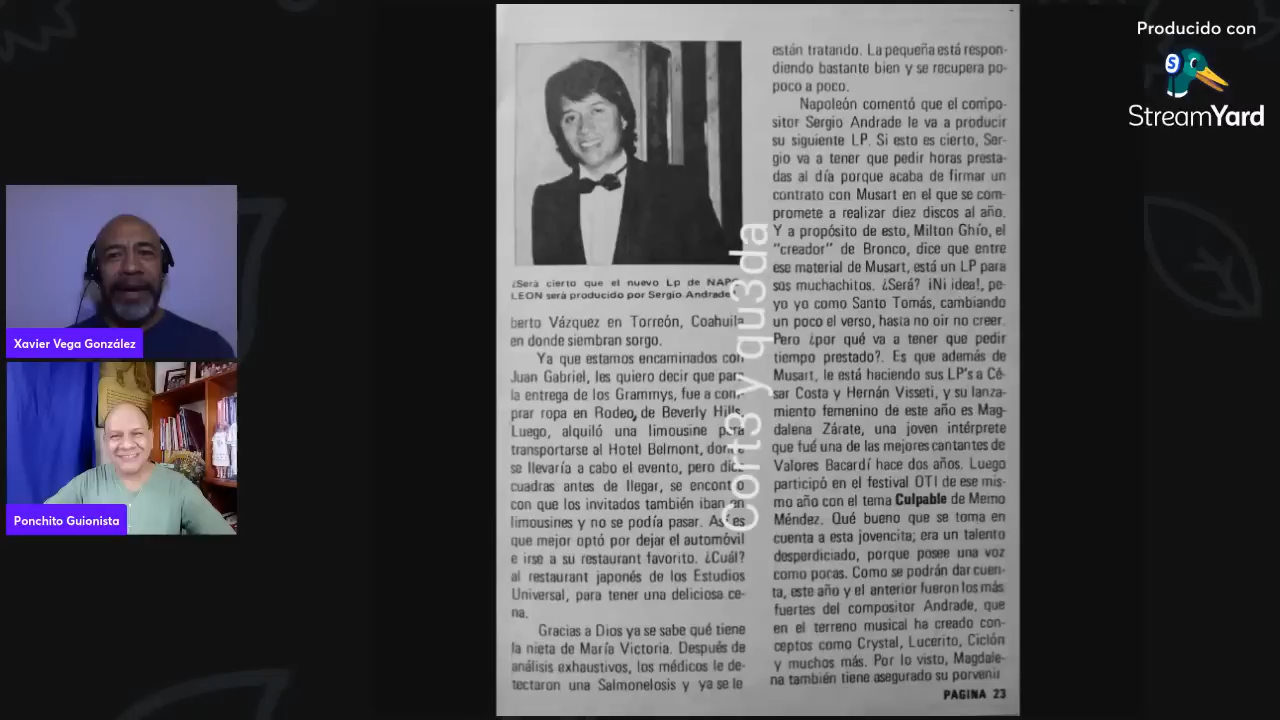 Producido con
StreamYard
Xavier Vega González
Ponchito Guionista
Cort3 y qu3da
¿Será cierto que el nuevo Lp de NAPO
LEON será producido por Sergio Andrade?
berto Vázquez en Torreón, Coahuila
en donde siembran sorgo.
Ya que estamos encaminados con
Juan Gabriel, les quiero decir que para
la entrega de los Grammys, fue a com-
prar ropa en Rodeo, de Beverly Hills.
Luego, alquiló una limousine para
transportarse al Hotel Belmont, donde
se llevaría a cabo el evento, pero diez
cuadras antes de llegar, se encontró
con que los invitados también iban en
limousines y no se podía pasar. Así es
que mejor optó por dejar el automóvil
e irse a su restaurant favorito. ¿Cuál?
al restaurant japonés de los Estudios
Universal, para tener una deliciosa ce-
na.
Gracias a Dios ya se sabe qué tiene
la nieta de María Victoria. Después de
análisis exhaustivos, los médicos le de-
tectaron una Salmonelosis y ya se le
están tratando. La pequeña está respon-
diendo bastante bien y se recupera po-
poco a poco.
Napoleón comentó que el compo-
sitor Sergio Andrade le va a producir
su siguiente LP. Si esto es cierto, Ser-
gio va a tener que pedir horas presta-
das al día porque acaba de firmar un
contrato con Musart en el que se com-
promete a realizar diez discos al año.
Y a propósito de esto, Milton Ghío, el
"creador" de Bronco, dice que entre
ese material de Musart, está un LP para
sus muchachitos. ¿Será? ¡Ni idea!, pe-
yo yo como Santo Tomás, cambiando
un poco el verso, hasta no oir no creer.
Pero ¿por qué va a tener que pedir
tiempo prestado?. Es que además de
Musart, le está haciendo sus LP's a Cé-
sar Costa y Hernán Visseti, y su lanza-
miento femenino de este año es Mag-
dalena Zárate, una joven intérprete
que fué una de las mejores cantantes de
Valores Bacardí hace dos años. Luego
participó en el festival OTI de ese mis-
mo año con el tema Culpable de Memo
Méndez. Qué bueno que se toma en
cuenta a esta jovencita; era un talento
desperdiciado, porque posee una voz
como pocas. Como se podrán dar cuen-
ta, este año y el anterior fueron los más
fuertes del compositor Andrade, que
en el terreno musical ha creado con-
ceptos como Crystal, Lucerito, Ciclón
y muchos más. Por lo visto, Magdale-
na también tiene asegurado su porvenir
PAGINA 23